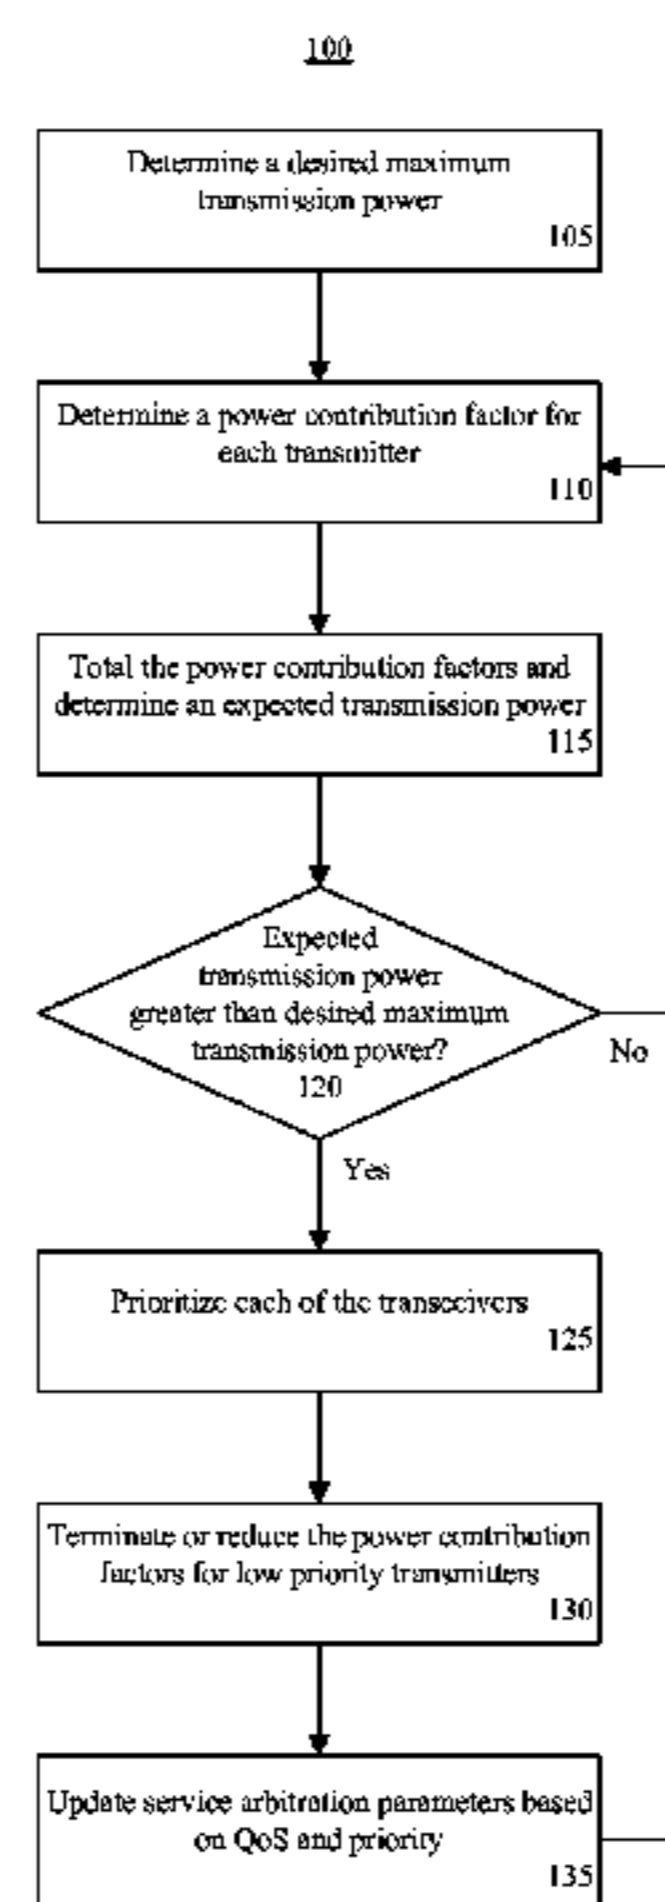 100
Determine a desired maximum
transmission power
105
Determine a power contribution factor for
each transmitter
110
Total the power contribution factors and
determine an expected transmission power
115
Expected
transmission power
greater than desired maximum
transmission power?
120
No
Yes
Prioritize each of the transceivers
125
Terminate or reduce the power contribution
factors for low priority transmitters
130
Update service arbitration parameters based
on QoS and priority
135